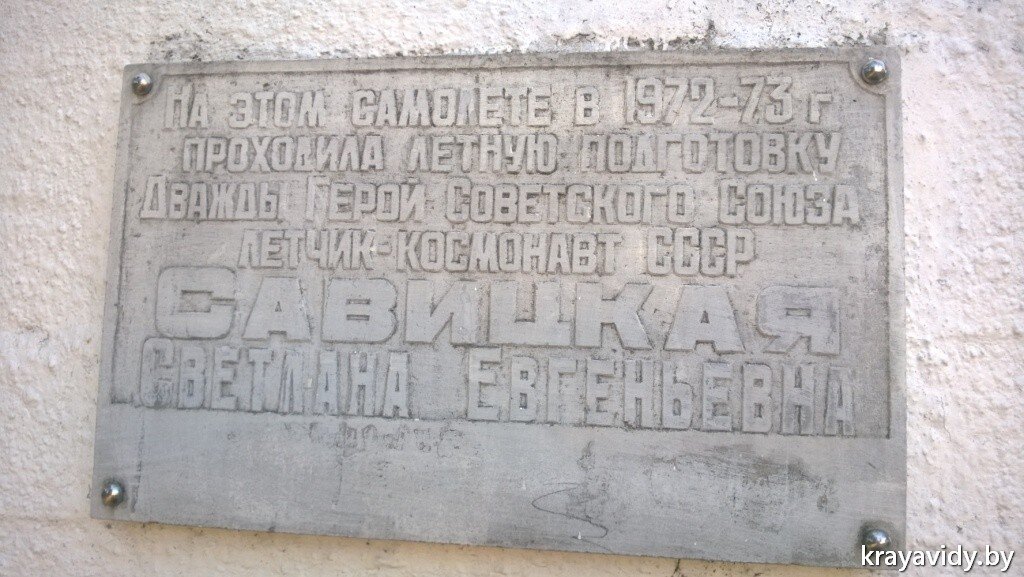 На этом самолете в 1972-73 г
проходила летную подготовку
Дважды Герой Советского Союза
летчик-космонавт СССР
Савицкая
Светлана Евгеньевна
krayavidy.by